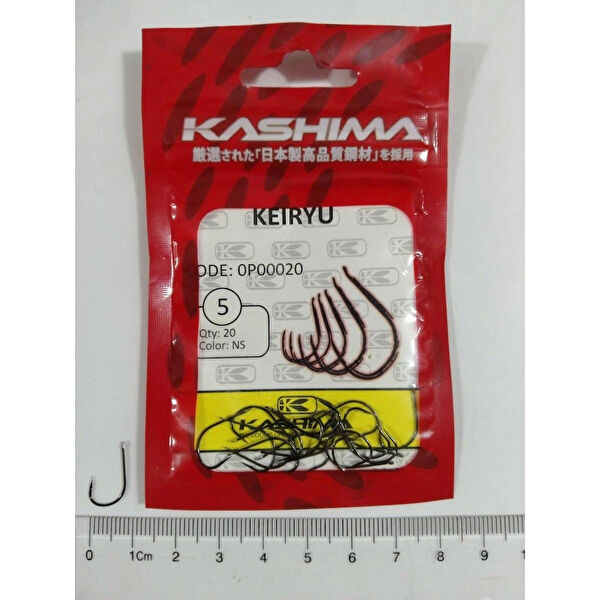 KASHIMA
厳選された「日本製高品質鋼材」を採用
KEIRYU
ODE: 0P00020
5
Qty: 20
Color: NS
KASHIMA
0 1Cm 2 3 4 5 6 7 8 9 1